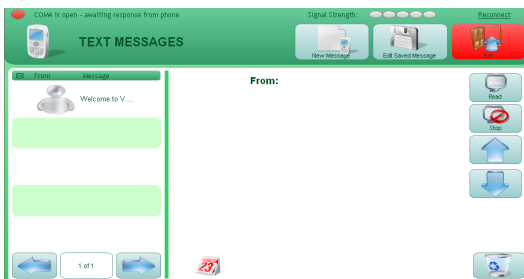 COM4 is open - awaiting response from phone
Signal Strength:
Reconnect
TEXT MESSAGES
New Message
Edit Saved Message
Exit
From
Message
Welcome to V ...
From:
Read
Stop
1 of 1
23